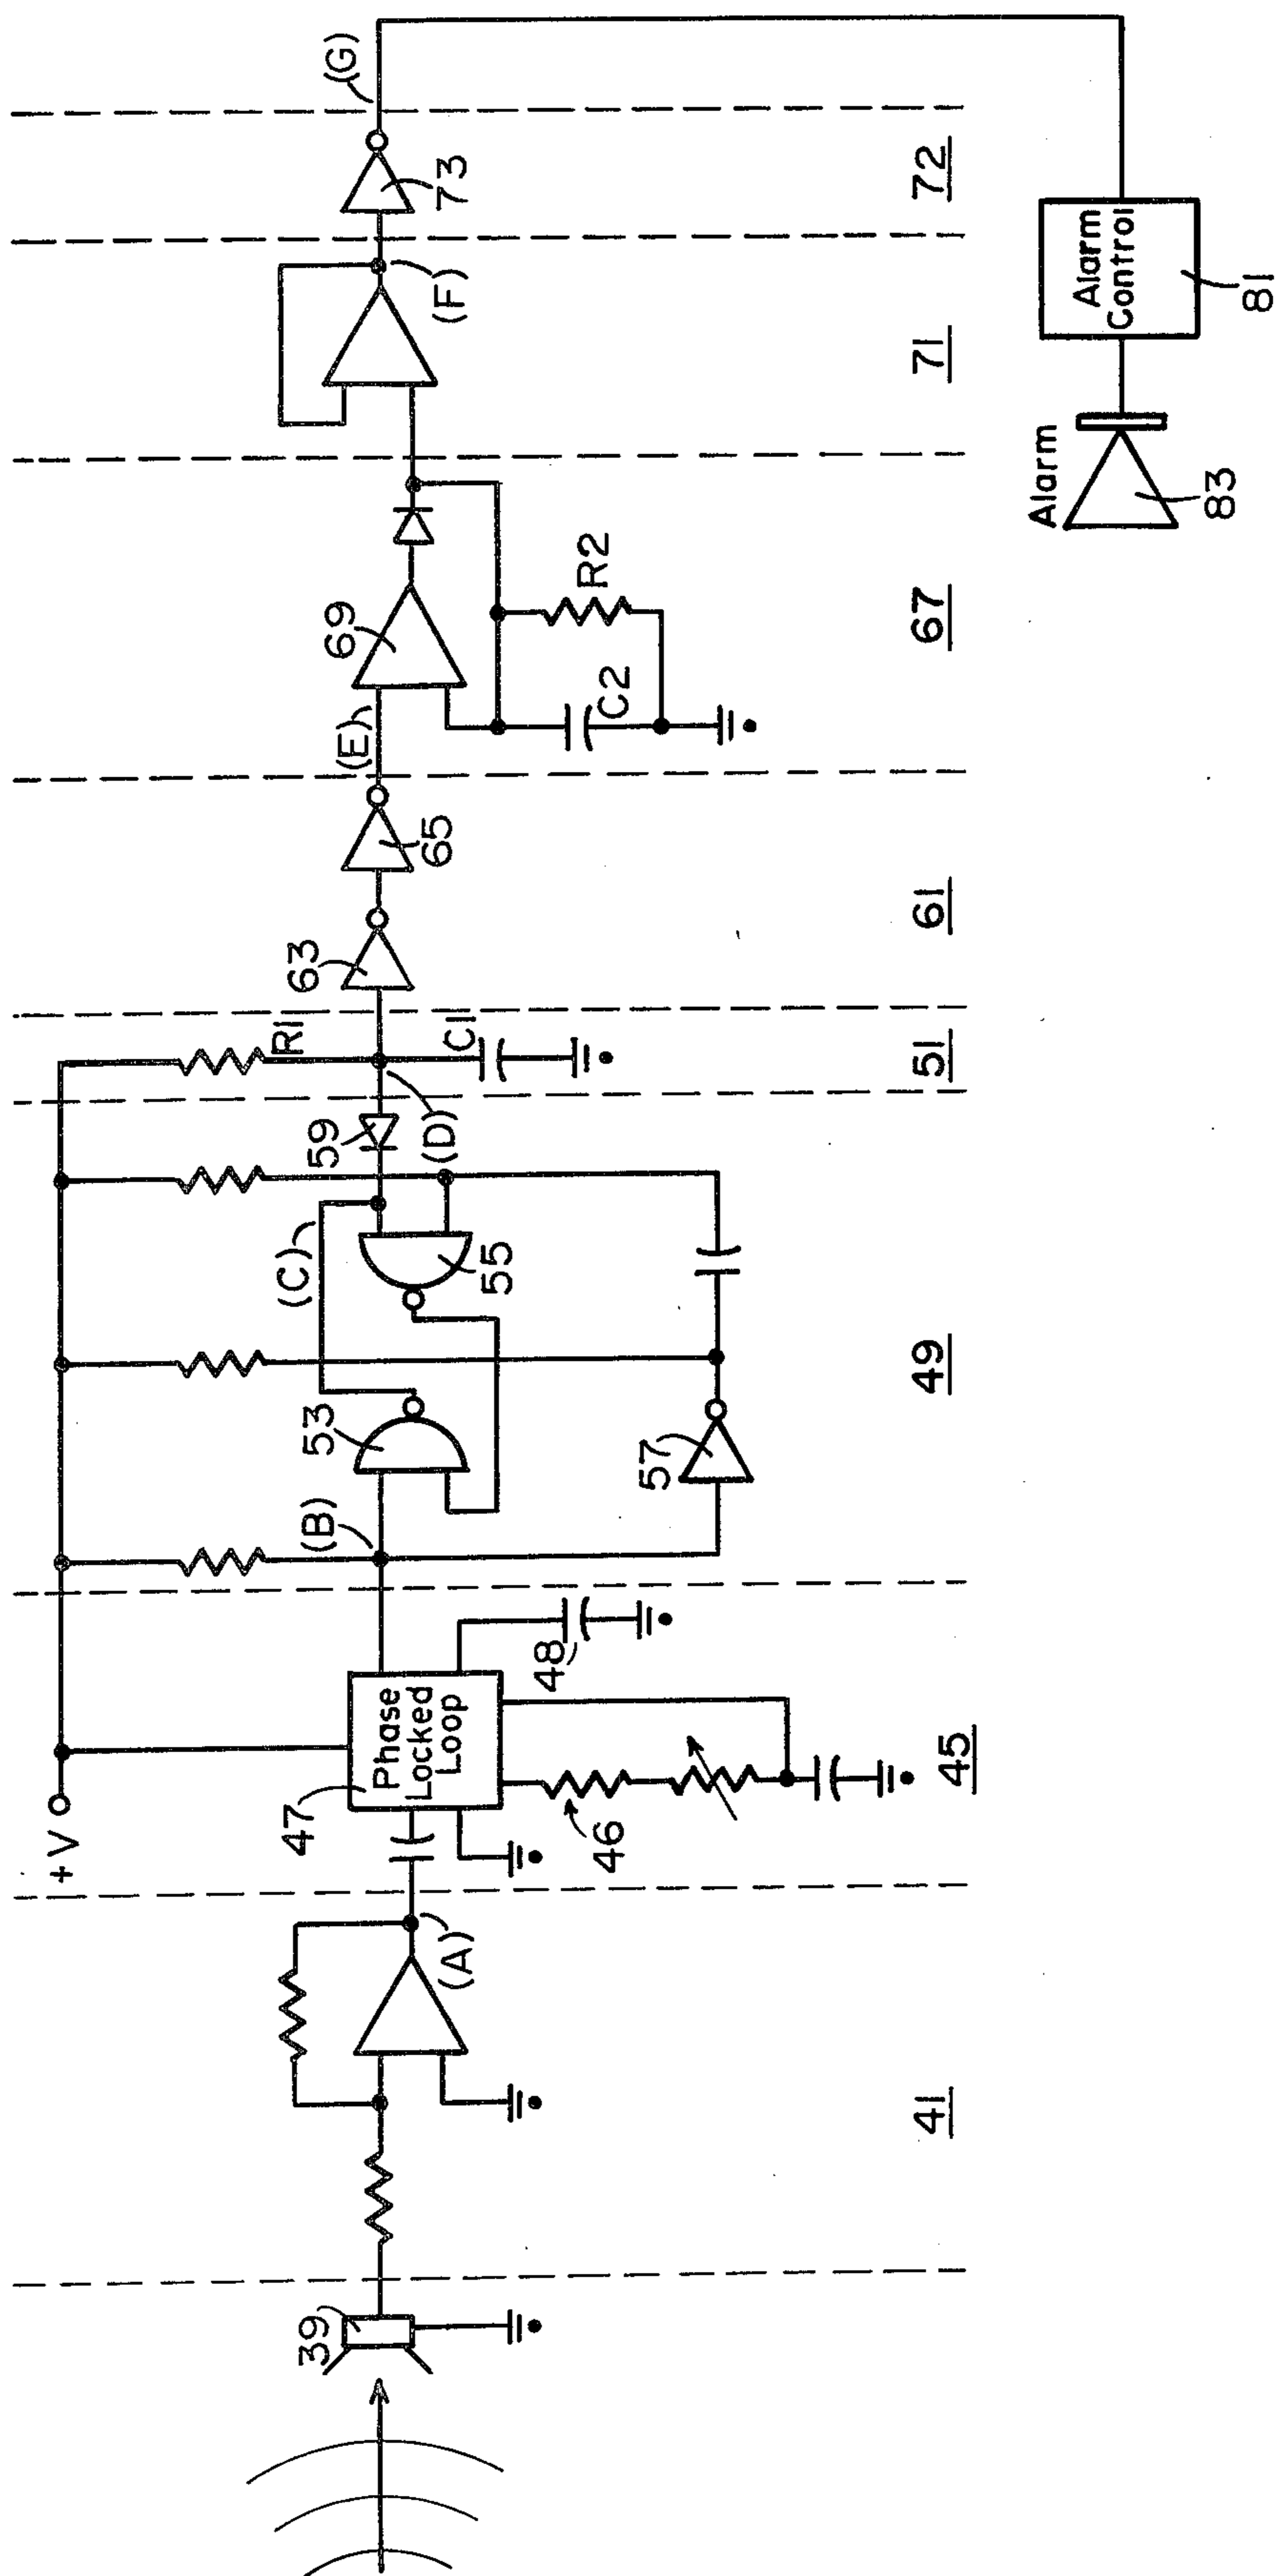 +V
47
Phase
Locked
Loop
46
48
39
(A)
(B)
53
(C)
55
57
59
(D)
R1
C1
63
65
(E)
69
C2
R2
(F)
73
(G)
41
45
49
51
61
67
71
72
Alarm
83
Alarm
Control
81